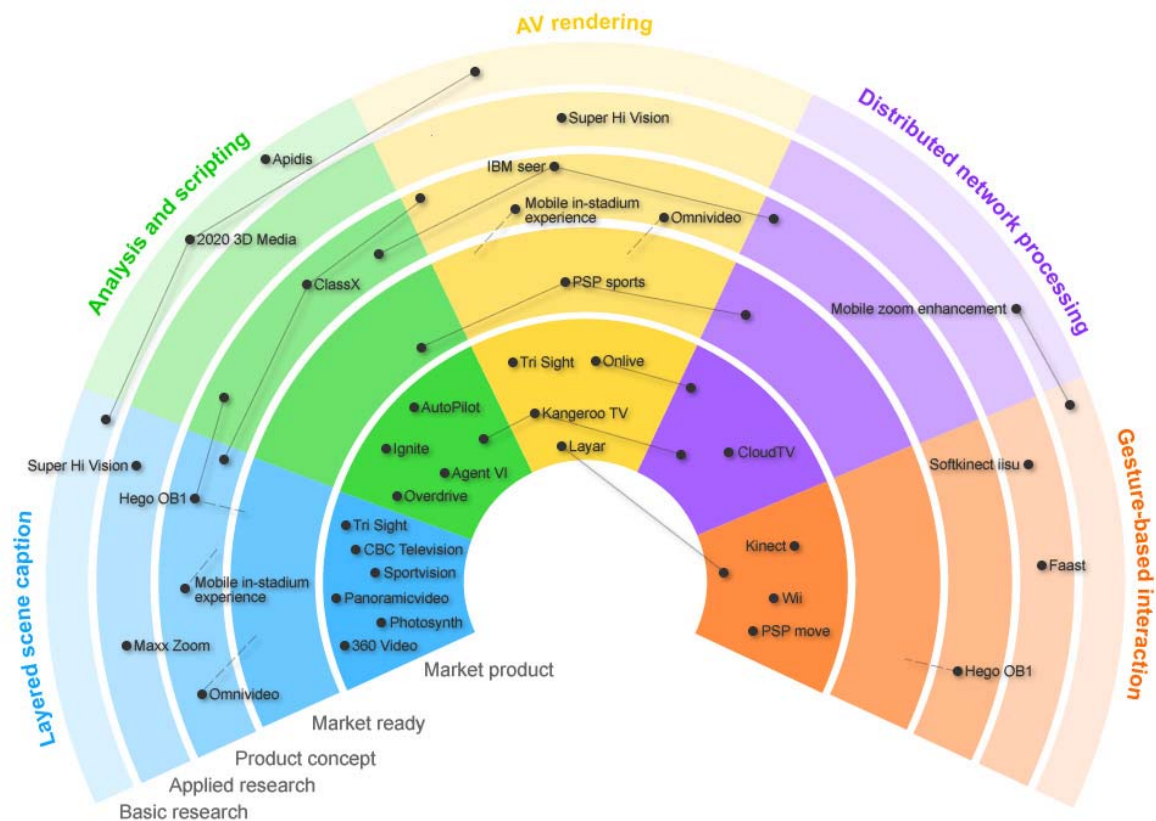 AV rendering
Analysis and scripting
Distributed network processing
Layered scene caption
Gesture-based interaction
Super Hi Vision
Apidis
IBM seer
Mobile in-stadium
experience
Omnivideo
2020 3D Media
ClassX
PSP sports
Mobile zoom enhancement
Tri Sight
Onlive
AutoPilot
Kangeroo TV
Ignite
Layar
CloudTV
Agent VI
Overdrive
Super Hi Vision
Softkinect iisu
Hego OB1
Tri Sight
CBC Television
Kinect
Sportvision
Faast
Mobile in-stadium
experience
Panoramicvideo
Wii
Photosynth
PSP move
Maxx Zoom
360 Video
Hego OB1
Omnivideo
Market product
Market ready
Product concept
Applied research
Basic research